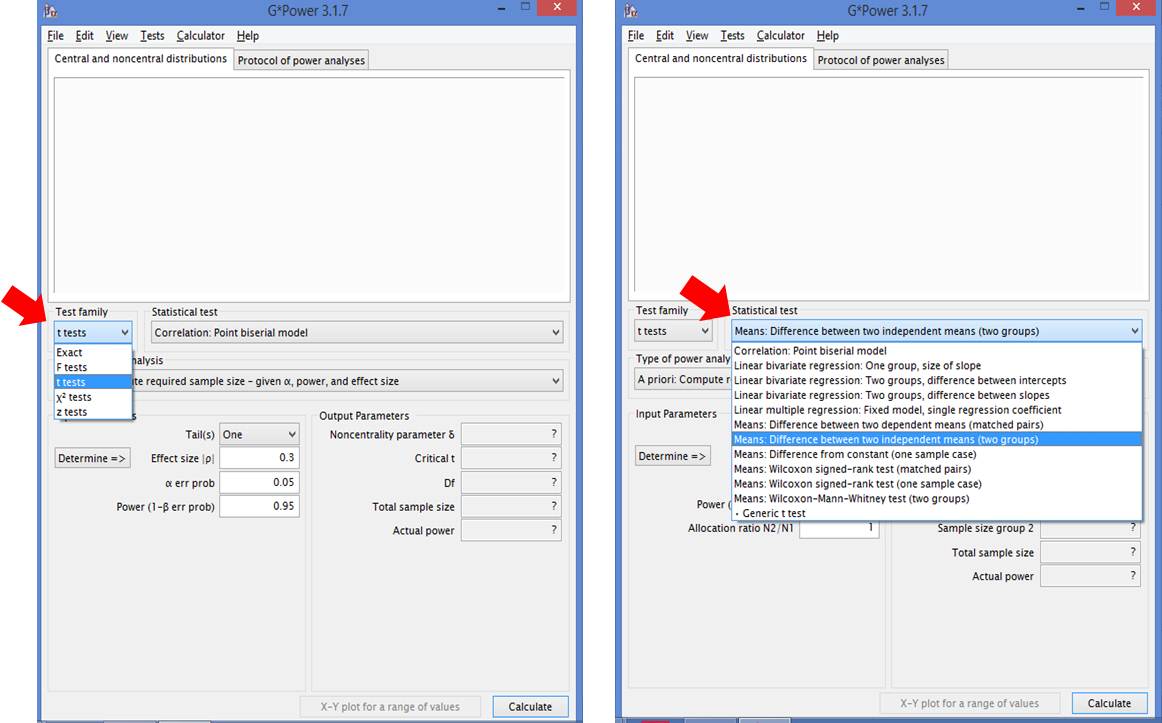 G*Power 3.1.7
File Edit View Tests Calculator Help
Central and noncentral distributions Protocol of power analyses
Test family Statistical test
t tests Correlation: Point biserial model
Exact
F tests
t tests
χ² tests
z tests
alysis
te required sample size - given α, power, and effect size
Output Parameters
Tail(s) One
Determine => Effect size |ρ| 0.3
α err prob 0.05
Power (1-β err prob) 0.95
Noncentrality parameter δ ?
Critical t ?
Df ?
Total sample size ?
Actual power ?
X-Y plot for a range of values Calculate
G*Power 3.1.7
File Edit View Tests Calculator Help
Central and noncentral distributions Protocol of power analyses
Test family Statistical test
t tests Means: Difference between two independent means (two groups)
Correlation: Point biserial model
Linear bivariate regression: One group, size of slope
Linear bivariate regression: Two groups, difference between intercepts
Linear bivariate regression: Two groups, difference between slopes
Linear multiple regression: Fixed model, single regression coefficient
Means: Difference between two dependent means (matched pairs)
Means: Difference between two independent means (two groups)
Means: Difference from constant (one sample case)
Means: Wilcoxon signed-rank test (matched pairs)
Means: Wilcoxon signed-rank test (one sample case)
Means: Wilcoxon-Mann-Whitney test (two groups)
· Generic t test
Type of power analy
A priori: Compute r
Input Parameters
Determine =>
Power (
Allocation ratio N2/N1 1
Sample size group 2 ?
Total sample size ?
Actual power ?
X-Y plot for a range of values Calculate